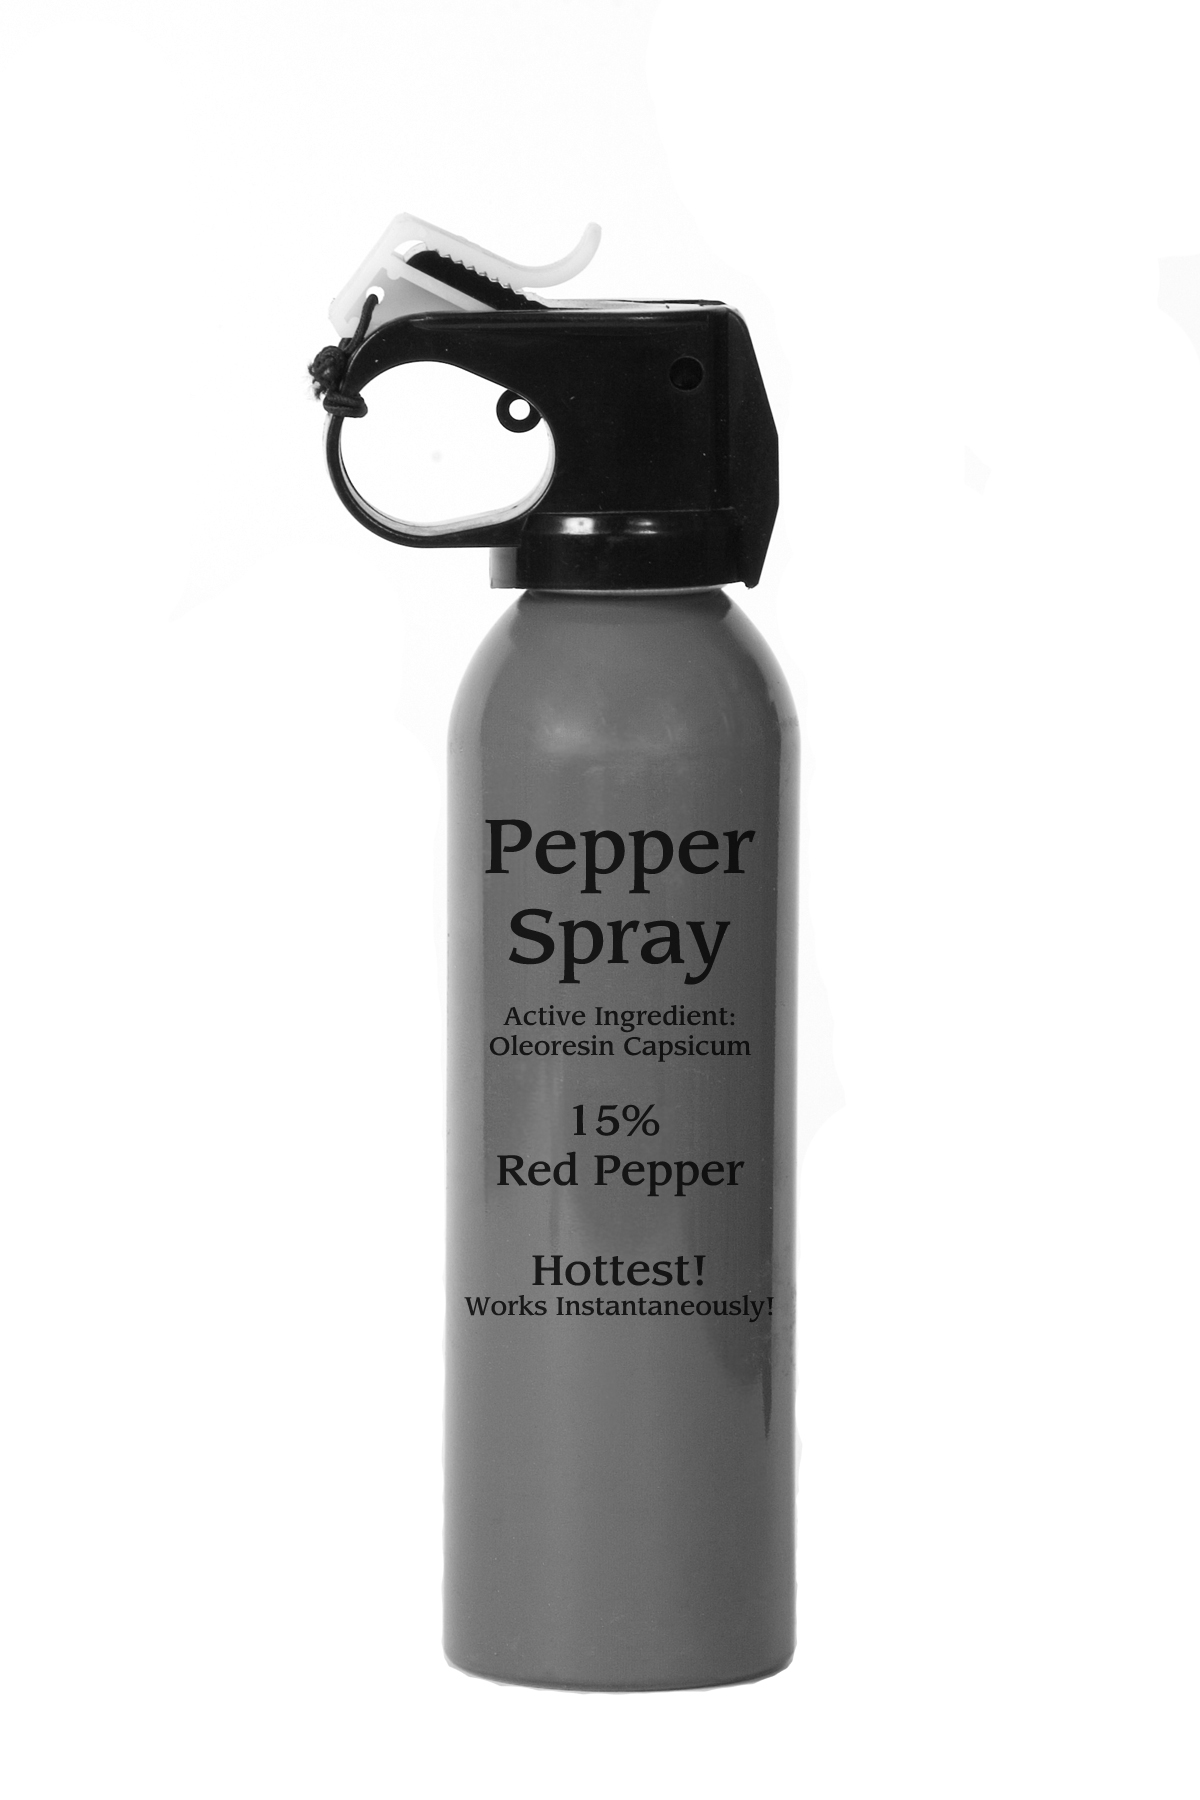 Pepper
Spray
Active Ingredient:
Oleoresin Capsicum
15%
Red Pepper
Hottest!
Works Instantaneously!